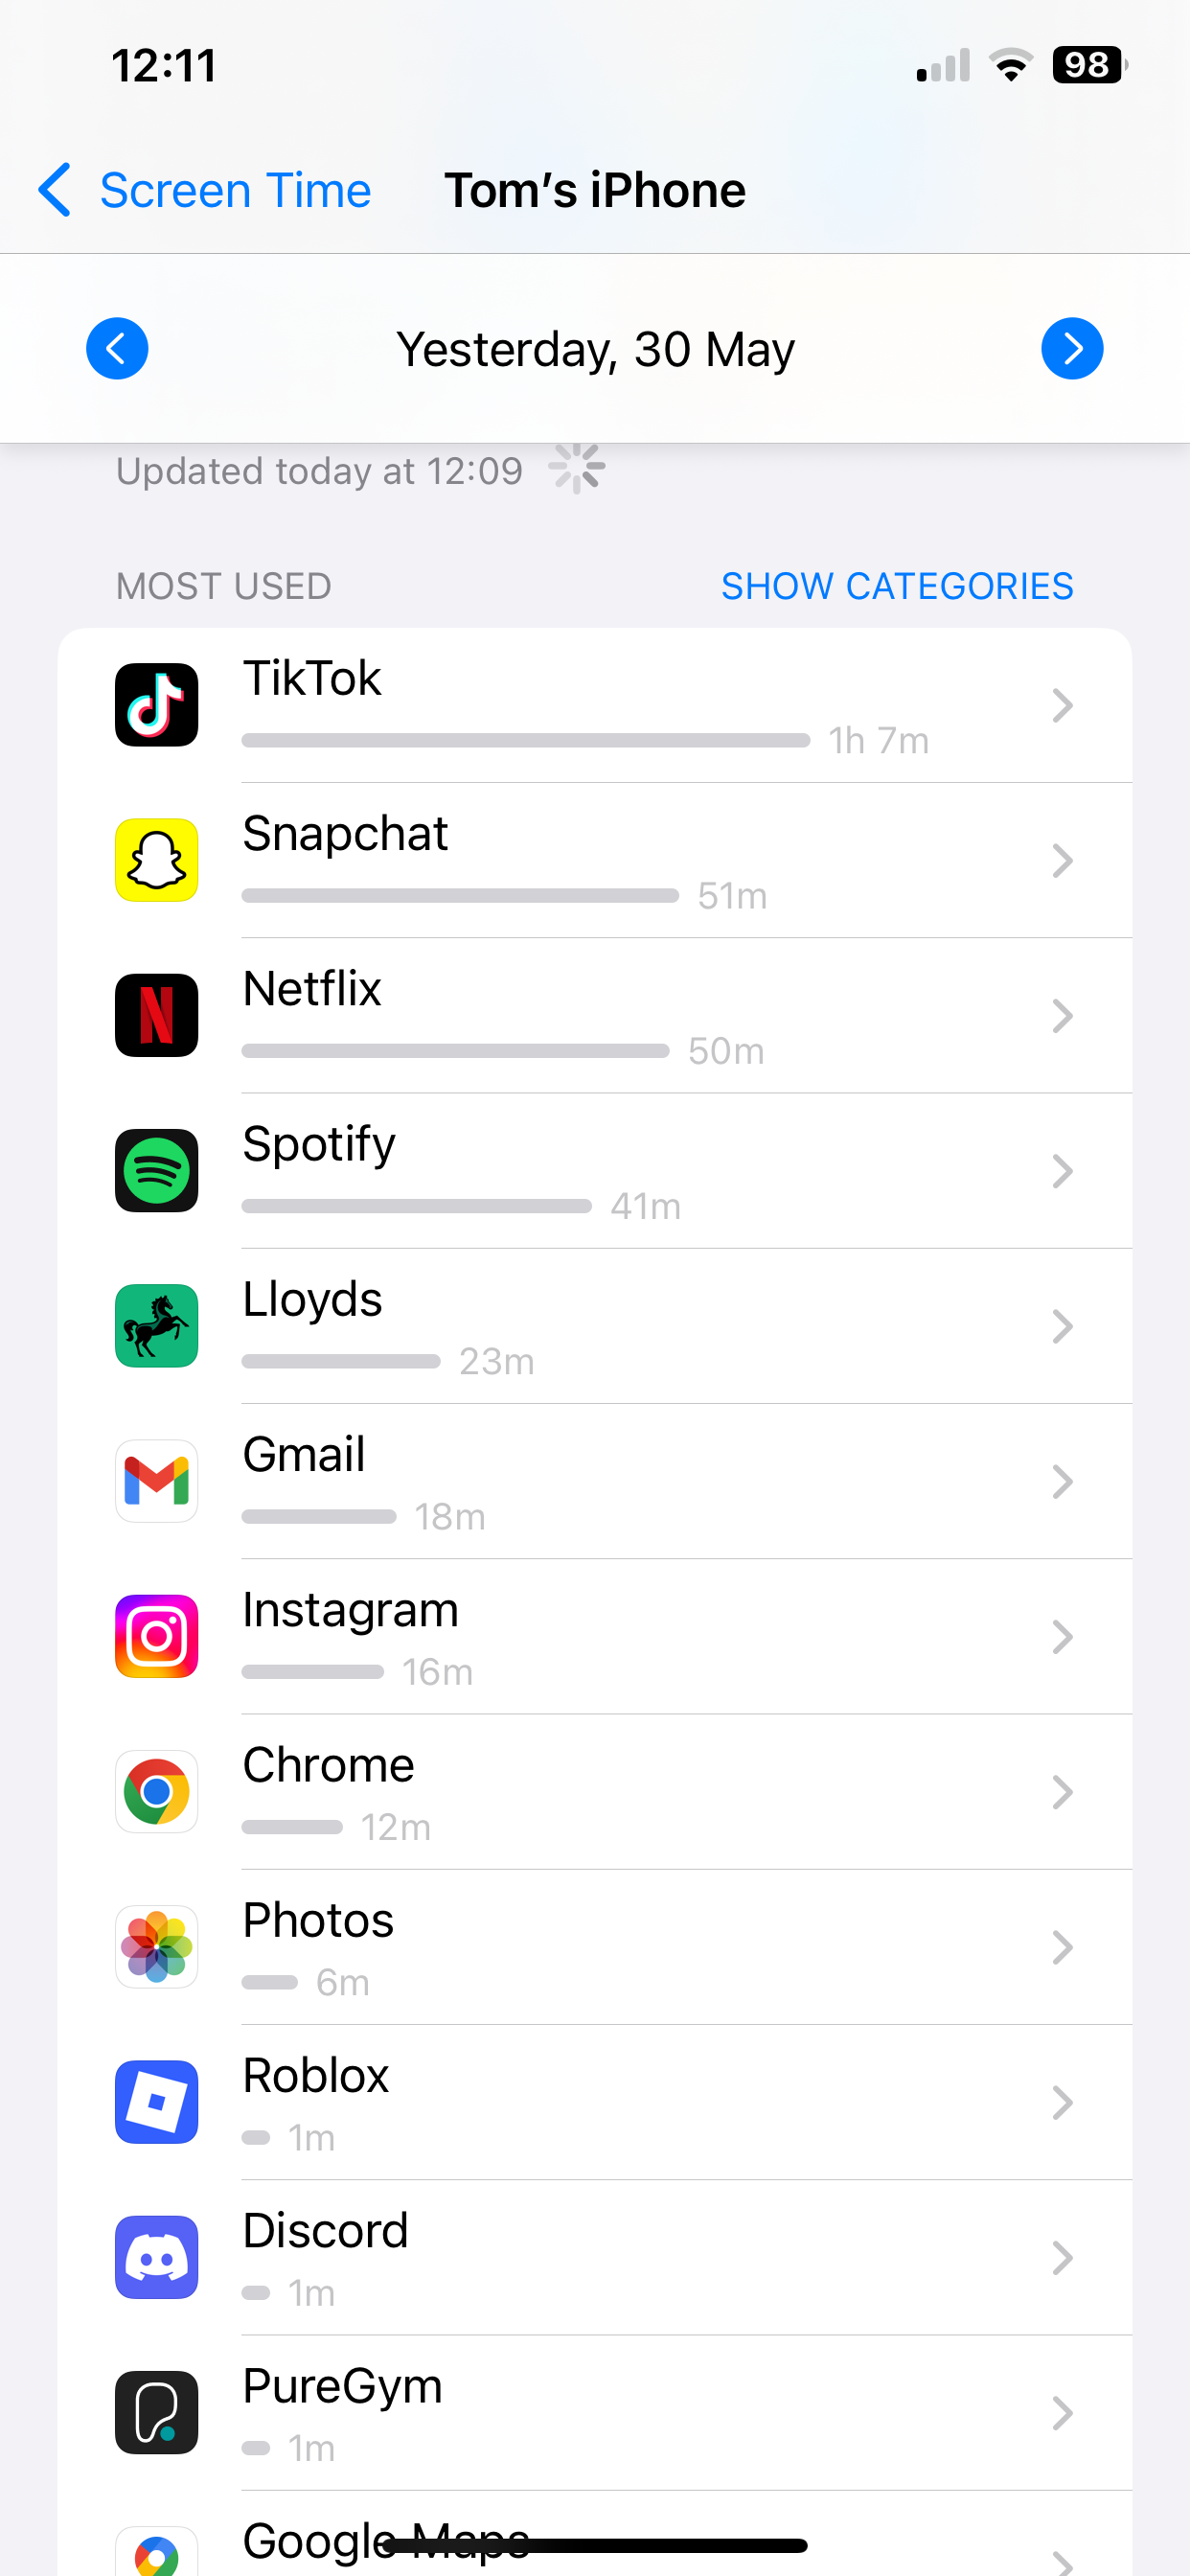 12:11
98
Screen Time
Tom’s iPhone
Yesterday, 30 May
Updated today at 12:09
MOST USED
SHOW CATEGORIES
TikTok
1h 7m
Snapchat
51m
Netflix
50m
Spotify
41m
Lloyds
23m
Gmail
18m
Instagram
16m
Chrome
12m
Photos
6m
Roblox
1m
Discord
1m
PureGym
1m
Google Maps